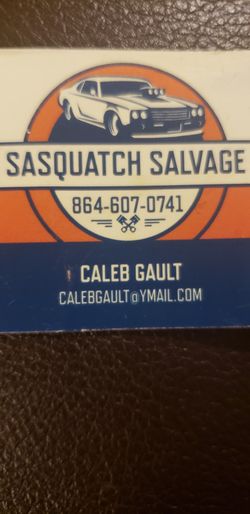 SASQUATCH SALVAGE
864-607-0741
CALEB GAULT
CALEBGAULT@YMAIL.COM